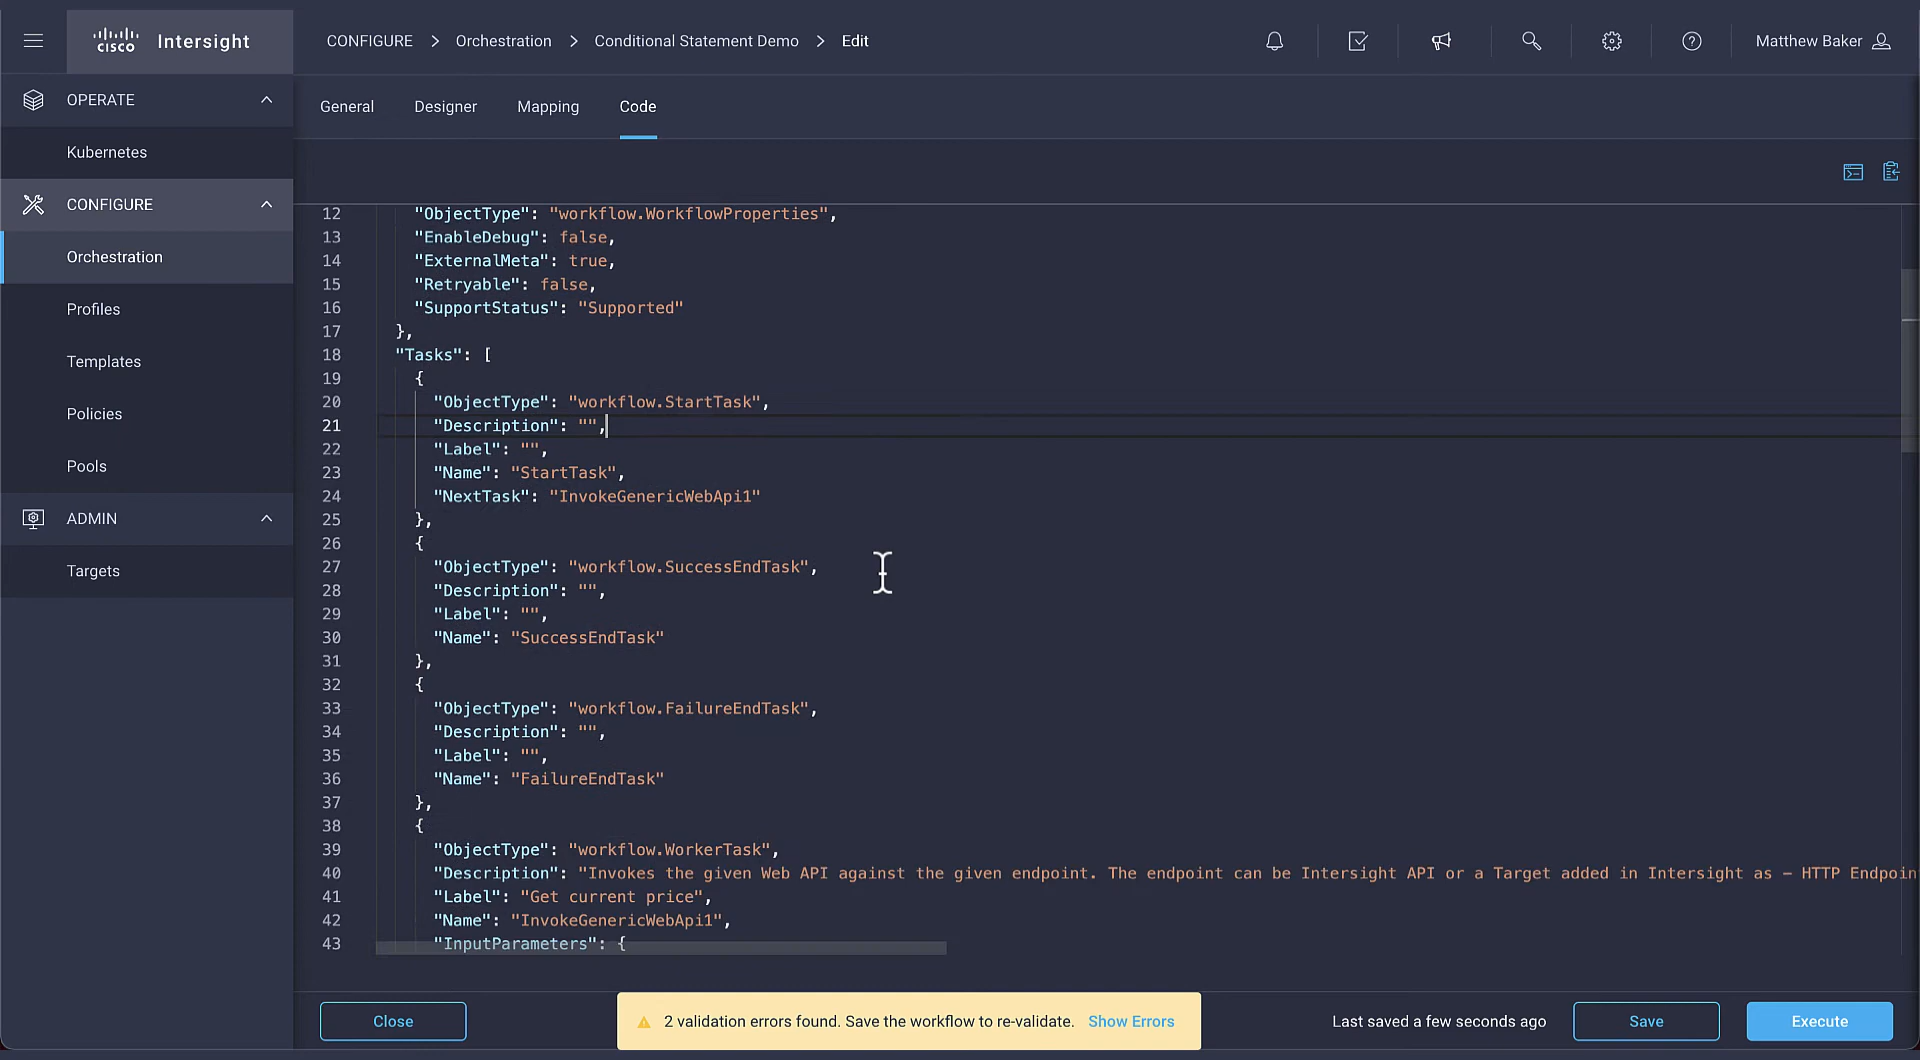 CISCO Intersight
CONFIGURE > Orchestration > Conditional Statement Demo > Edit
Matthew Baker
OPERATE
Kubernetes
CONFIGURE
Orchestration
Profiles
Templates
Policies
Pools
ADMIN
Targets
General Designer Mapping Code
12 "ObjectType": "workflow.WorkflowProperties",
13 "EnableDebug": false,
14 "ExternalMeta": true,
15 "Retryable": false,
16 "SupportStatus": "Supported"
17 },
18 "Tasks": [
19 {
20 "ObjectType": "workflow.StartTask",
21 "Description": "",
22 "Label": "",
23 "Name": "StartTask",
24 "NextTask": "InvokeGenericWebApi1"
25 },
26 {
27 "ObjectType": "workflow.SuccessEndTask",
28 "Description": "",
29 "Label": "",
30 "Name": "SuccessEndTask"
31 },
32 {
33 "ObjectType": "workflow.FailureEndTask",
34 "Description": "",
35 "Label": "",
36 "Name": "FailureEndTask"
37 },
38 {
39 "ObjectType": "workflow.WorkerTask",
40 "Description": "Invokes the given Web API against the given endpoint. The endpoint can be Intersight API or a Target added in Intersight as – HTTP Endpoin
41 "Label": "Get current price",
42 "Name": "InvokeGenericWebApi1",
43 "InputParameters": {
Close
2 validation errors found. Save the workflow to re-validate. Show Errors
Last saved a few seconds ago
Save
Execute